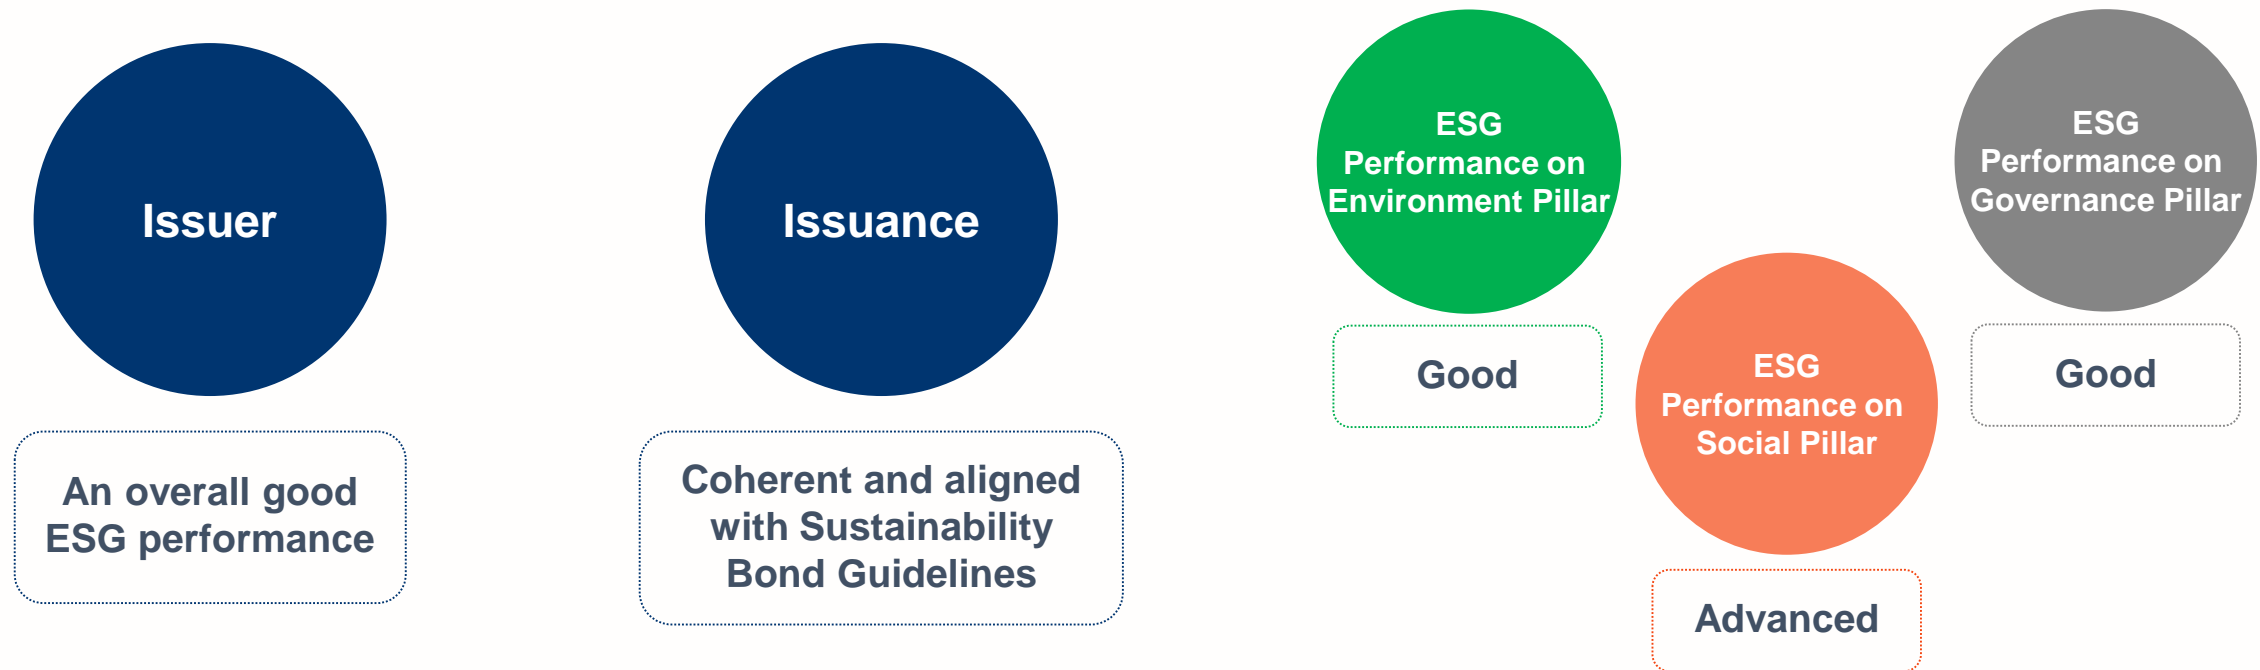 Issuer
An overall good
ESG performance
Issuance
Coherent and aligned
with Sustainability
Bond Guidelines
ESG
Performance on
Environment Pillar
Good
ESG
Performance on
Social Pillar
Advanced
ESG
Performance on
Governance Pillar
Good